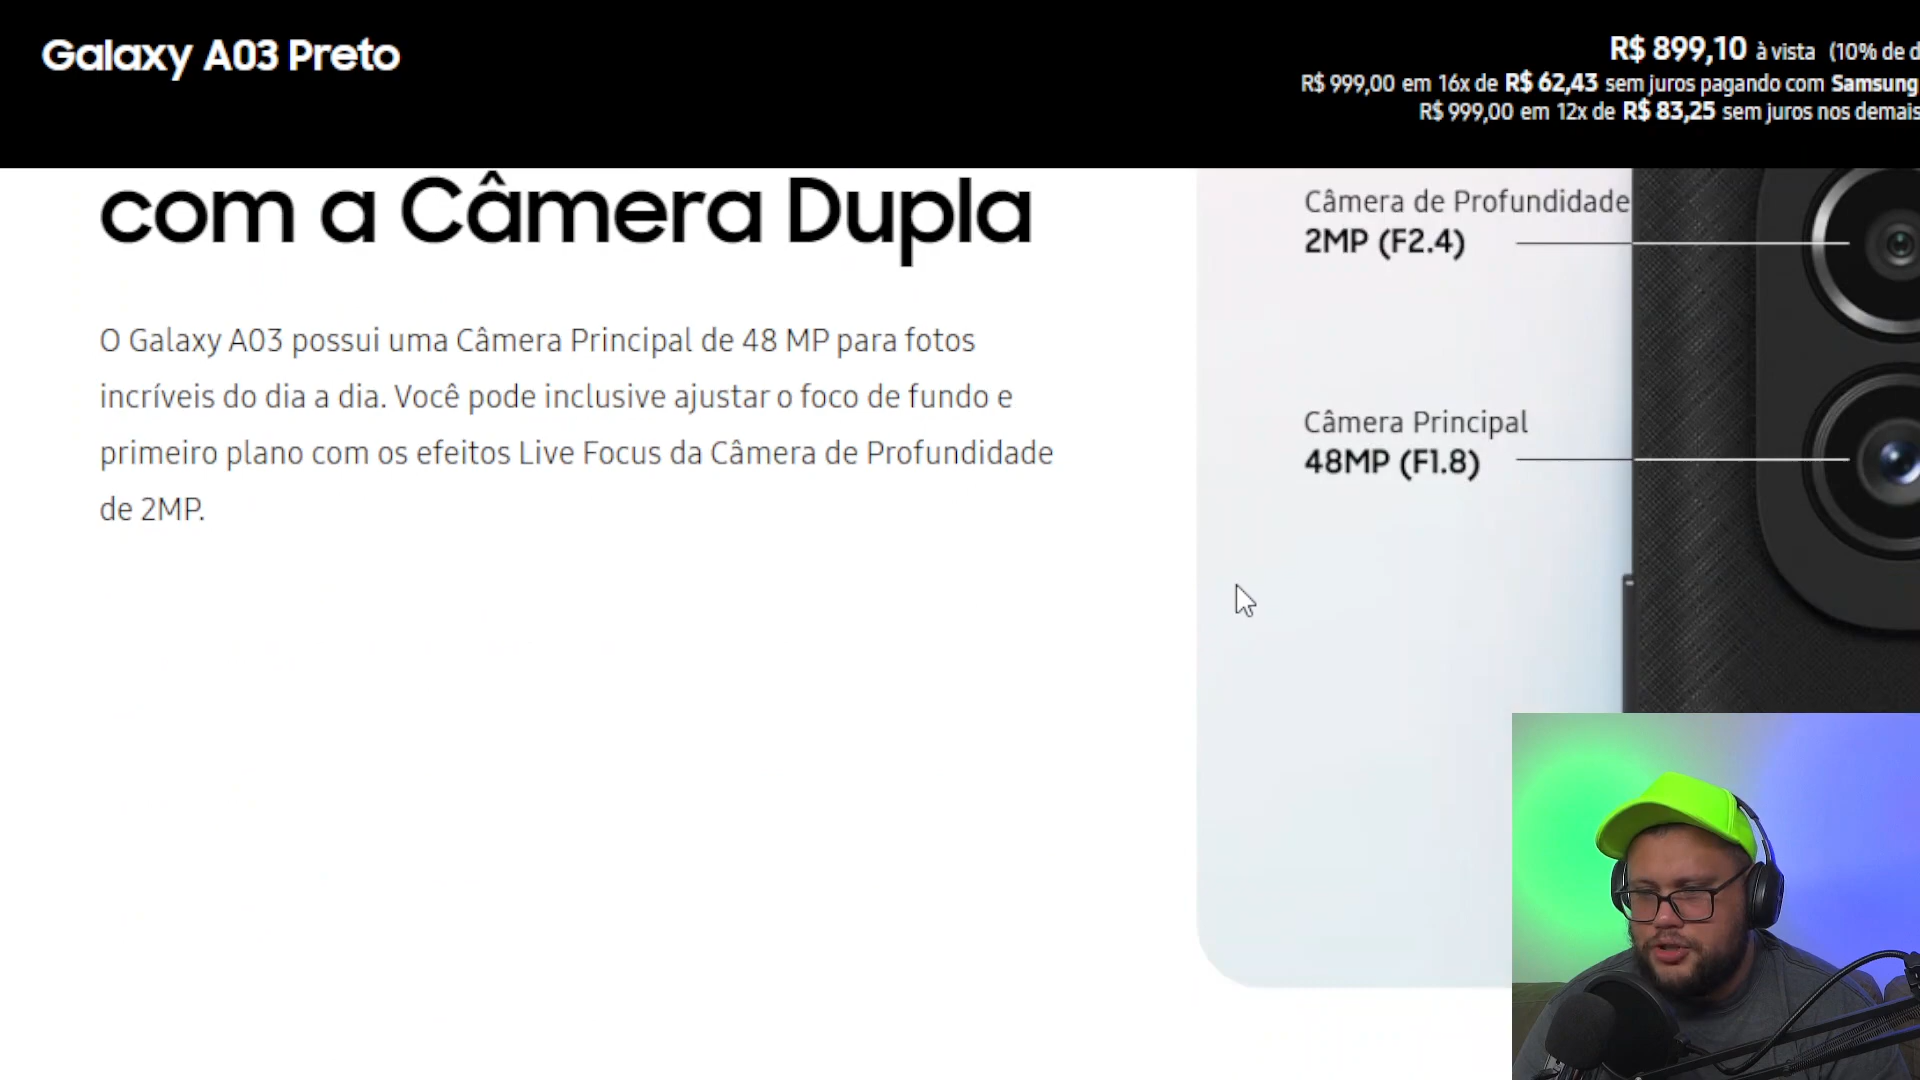 Galaxy A03 Preto
R$ 899,10 à vista (10% de d
R$ 999,00 em 16x de R$ 62,43 sem juros pagando com Samsung
R$ 999,00 em 12x de R$ 83,25 sem juros nos demais
com a Câmera Dupla
O Galaxy A03 possui uma Câmera Principal de 48 MP para fotos
incríveis do dia a dia. Você pode inclusive ajustar o foco de fundo e
primeiro plano com os efeitos Live Focus da Câmera de Profundidade
de 2MP.
Câmera de Profundidade
2MP (F2.4)
Câmera Principal
48MP (F1.8)